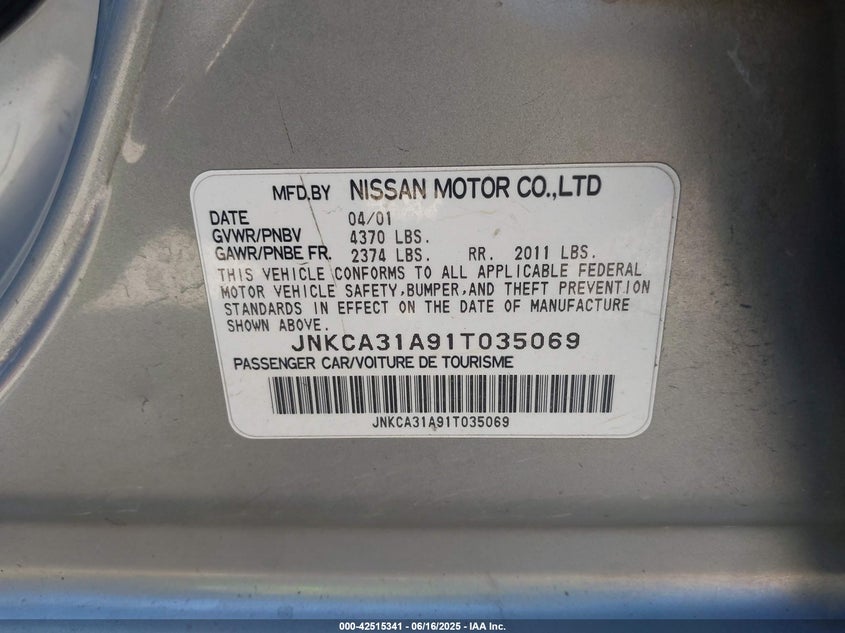 MFD.BY NISSAN MOTOR CO.,LTD
DATE 04/01
GVWR/PNBV 4370 LBS.
GAWR/PNBE FR. 2374 LBS. RR. 2011 LBS.
THIS VEHICLE CONFORMS TO ALL APPLICABLE FEDERAL
MOTOR VEHICLE SAFETY,BUMPER,AND THEFT PREVENTION
STANDARDS IN EFFECT ON THE DATE OF MANUFACTURE
SHOWN ABOVE.
JNKCA31A91T035069
PASSENGER CAR/VOITURE DE TOURISME
JNKCA31A91T035069
000-42515341 - 06/16/2025 - IAA Inc.